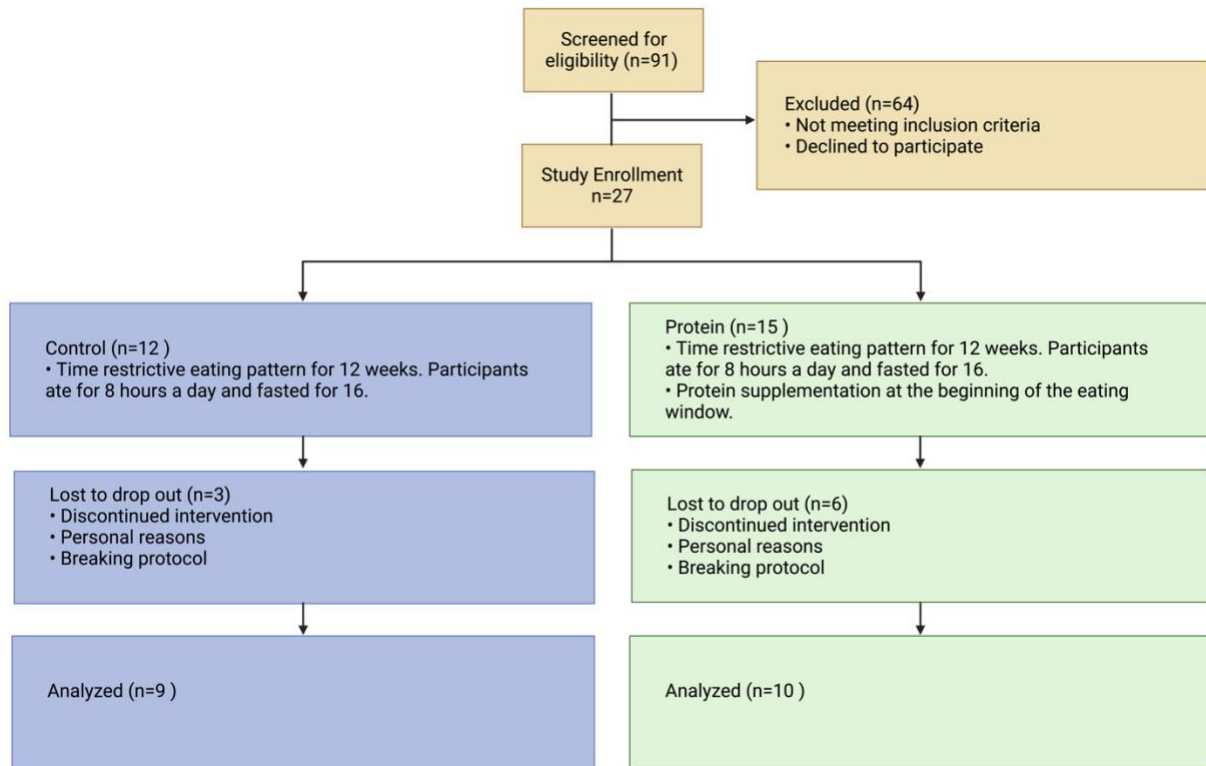 Screened for
eligibility (n=91)
Excluded (n=64)
• Not meeting inclusion criteria
• Declined to participate
Study Enrollment
n=27
Control (n=12 )
• Time restrictive eating pattern for 12 weeks. Participants
ate for 8 hours a day and fasted for 16.
Protein (n=15 )
• Time restrictive eating pattern for 12 weeks. Participants
ate for 8 hours a day and fasted for 16.
• Protein supplementation at the beginning of the eating
window.
Lost to drop out (n=3)
• Discontinued intervention
• Personal reasons
• Breaking protocol
Lost to drop out (n=6)
• Discontinued intervention
• Personal reasons
• Breaking protocol
Analyzed (n=9 )
Analyzed (n=10 )